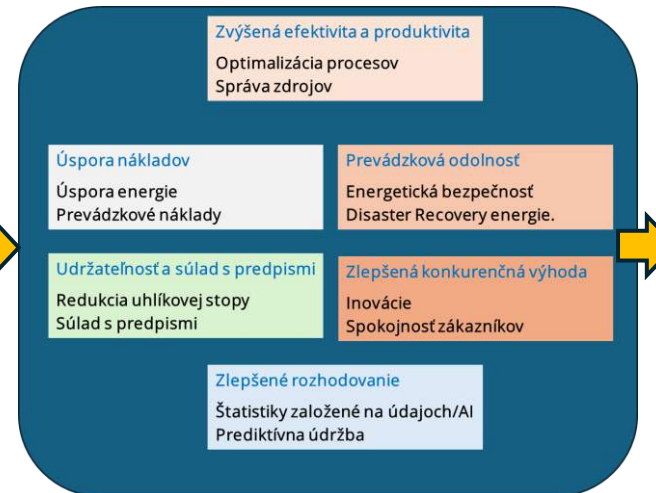 Zvýšená efektivita a produktivita
Optimalizácia procesov
Správa zdrojov
Úspora nákladov
Úspora energie
Prevádzkové náklady
Prevádzková odolnosť
Energetická bezpečnosť
Disaster Recovery energie.
Udržateľnosť a súlad s predpismi
Redukcia uhlíkovej stopy
Súlad s predpismi
Zlepšená konkurenčná výhoda
Inovácie
Spokojnosť zákazníkov
Zlepšené rozhodovanie
Štatistiky založené na údajoch/AI
Prediktívna údržba